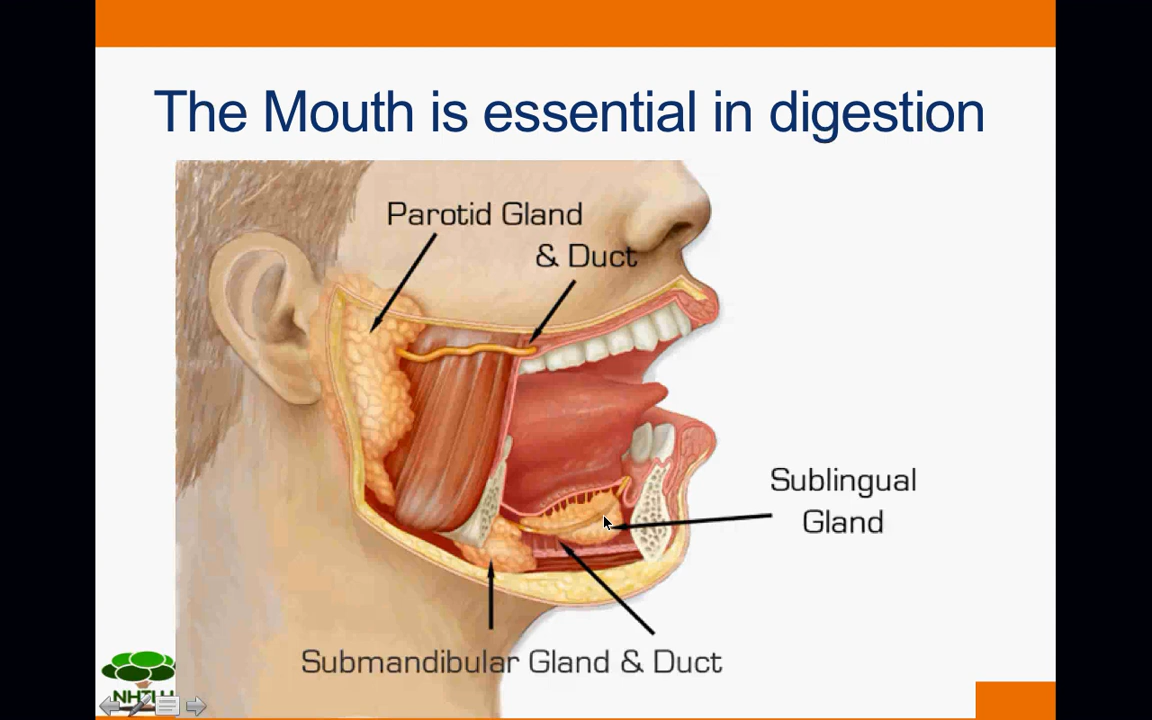 The Mouth is essential in digestion
Parotid Gland
& Duct
Sublingual
Gland
Submandibular Gland & Duct